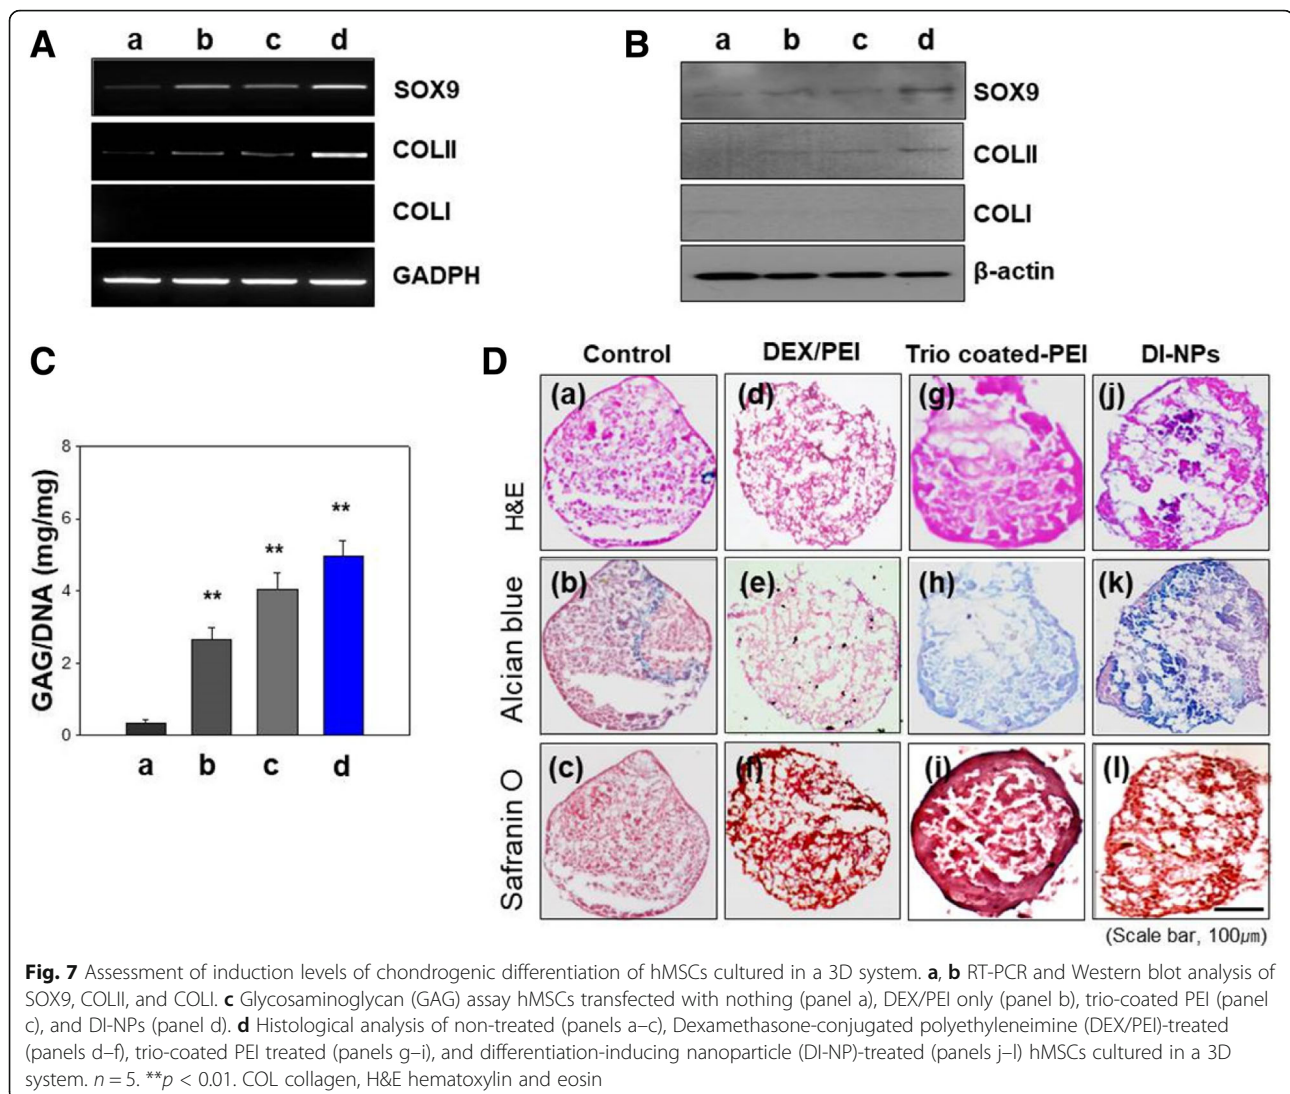 A
a b c d
SOX9
COLII
COLI
GADPH
B
a b c d
SOX9
COLII
COLI
β-actin
C
GAG/DNA (mg/mg)
8
6
4
2
0
**
**
**
a b c d
D
Control DEX/PEI Trio coated-PEI DI-NPs
H&E
(a) (d) (g) (j)
Alcian blue
(b) (e) (h) (k)
Safranin O
(c) (f) (i) (l)
(Scale bar, 100㎛)
Fig. 7 Assessment of induction levels of chondrogenic differentiation of hMSCs cultured in a 3D system. a, b RT-PCR and Western blot analysis of
SOX9, COLII, and COLI. c Glycosaminoglycan (GAG) assay hMSCs transfected with nothing (panel a), DEX/PEI only (panel b), trio-coated PEI (panel
c), and DI-NPs (panel d). d Histological analysis of non-treated (panels a–c), Dexamethasone-conjugated polyethyleneimine (DEX/PEI)-treated
(panels d–f), trio-coated PEI treated (panels g–i), and differentiation-inducing nanoparticle (DI-NP)-treated (panels j–l) hMSCs cultured in a 3D
system. n = 5. **p < 0.01. COL collagen, H&E hematoxylin and eosin